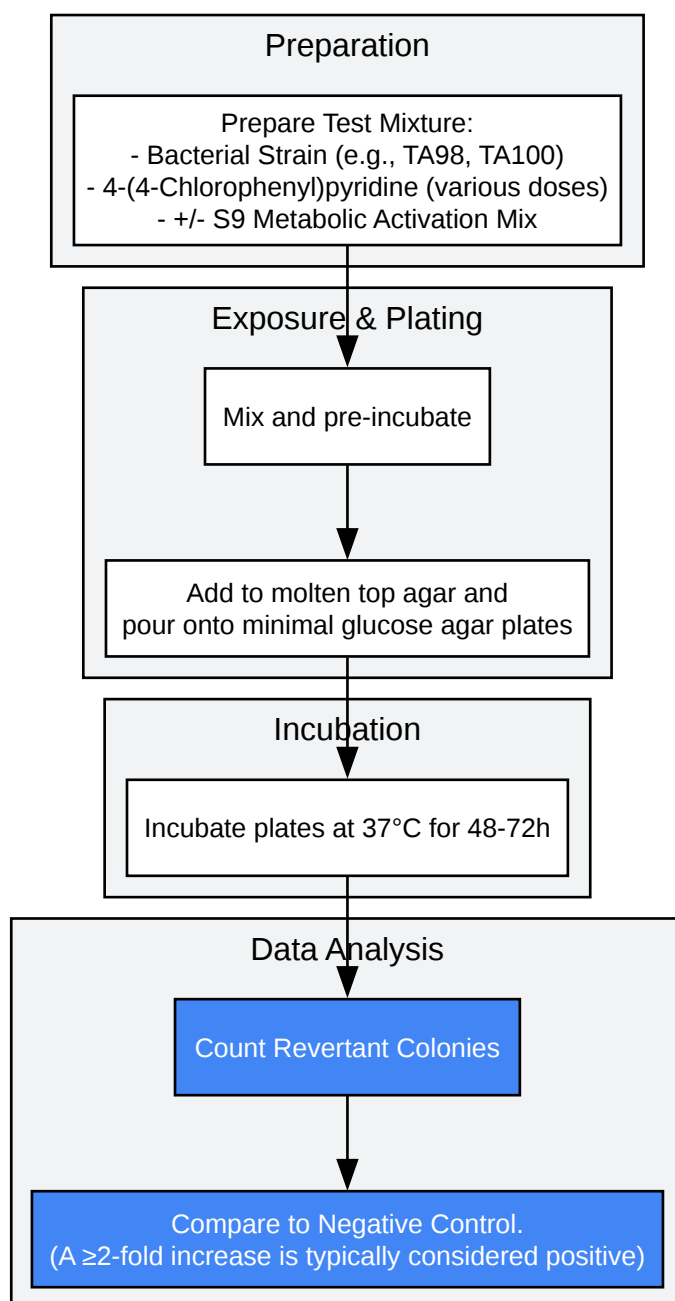 Preparation
Prepare Test Mixture:
- Bacterial Strain (e.g., TA98, TA100)
- 4-(4-Chlorophenyl)pyridine (various doses)
- +/- S9 Metabolic Activation Mix
Exposure & Plating
Mix and pre-incubate
Add to molten top agar and
pour onto minimal glucose agar plates
Incubation
Incubate plates at 37°C for 48-72h
Data Analysis
Count Revertant Colonies
Compare to Negative Control.
(A ≥2-fold increase is typically considered positive)